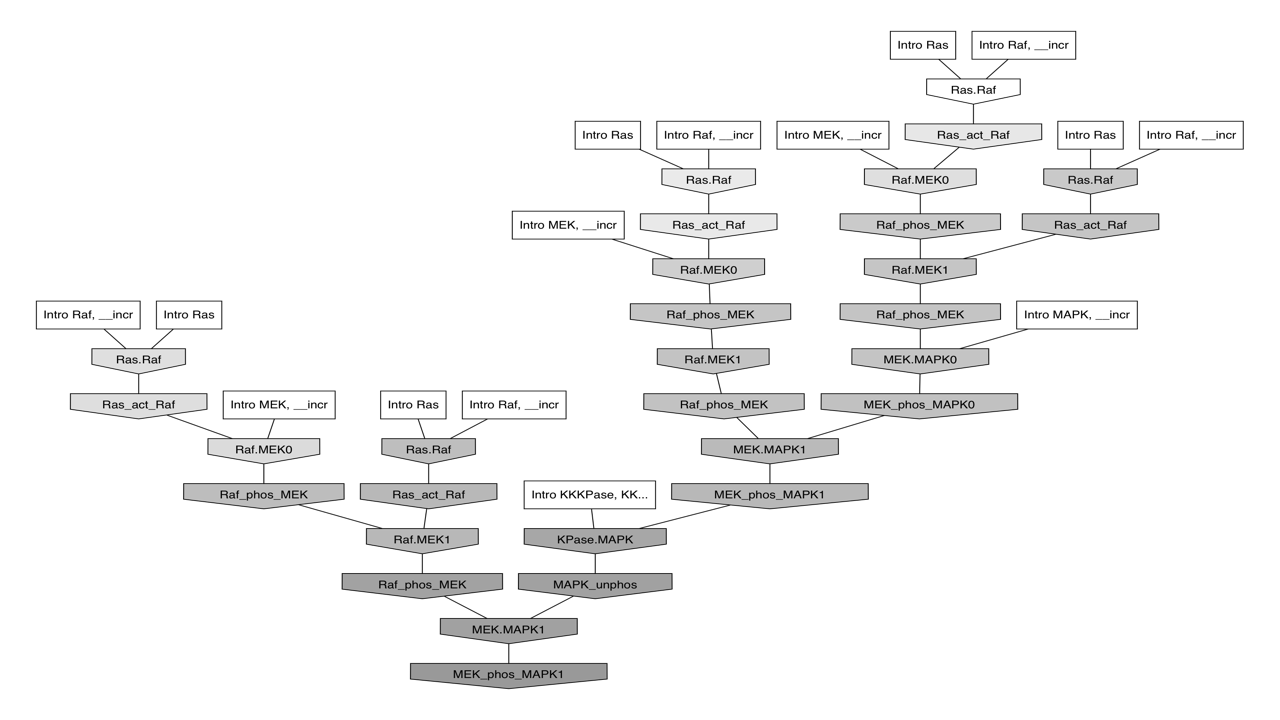 Intro Ras
Intro Raf, __incr
Ras.Raf
Intro Ras
Intro Raf, __incr
Intro MEK, __incr
Ras_act_Raf
Intro Ras
Intro Raf, __incr
Ras.Raf
Raf.MEK0
Ras.Raf
Intro MEK, __incr
Ras_act_Raf
Raf_phos_MEK
Ras_act_Raf
Raf.MEK0
Raf.MEK1
Intro Raf, __incr
Intro Ras
Raf_phos_MEK
Raf_phos_MEK
Intro MAPK, __incr
Ras.Raf
Raf.MEK1
MEK.MAPK0
Ras_act_Raf
Intro MEK, __incr
Intro Ras
Intro Raf, __incr
Raf_phos_MEK
MEK_phos_MAPK0
Raf.MEK0
Ras.Raf
MEK.MAPK1
Raf_phos_MEK
Ras_act_Raf
Intro KKKPase, KK...
MEK_phos_MAPK1
Raf.MEK1
KPase.MAPK
Raf_phos_MEK
MAPK_unphos
MEK.MAPK1
MEK_phos_MAPK1